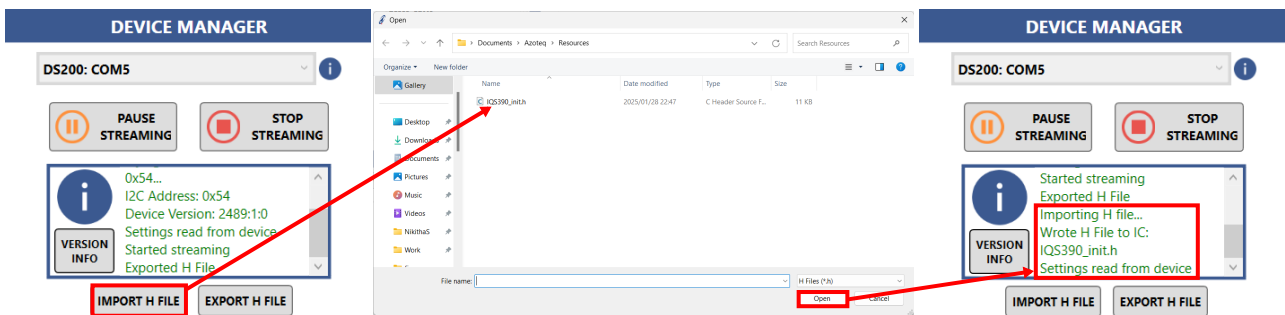 DEVICE MANAGER
DS200: COM5
i
PAUSE
STREAMING
STOP
STREAMING
i
VERSION
INFO
0x54...
I2C Address: 0x54
Device Version: 2489:1:0
Settings read from device
Started streaming
Exported H File
IMPORT H FILE
EXPORT H FILE
Open
Documents > Azoteq > Resources
Search Resources
Organize
New folder
Name
Date modified
Type
Size
Gallery
IQS390_init.h
2025/01/28 22:47
C Header Source F...
11 KB
Desktop
Downloads
Documents
Pictures
Music
Videos
NikithaS
Work
File name:
H Files (*.h)
Open
Cancel
DEVICE MANAGER
DS200: COM5
i
PAUSE
STREAMING
STOP
STREAMING
i
VERSION
INFO
Started streaming
Exported H File
Importing H file...
Wrote H File to IC:
IQS390_init.h
Settings read from device
IMPORT H FILE
EXPORT H FILE